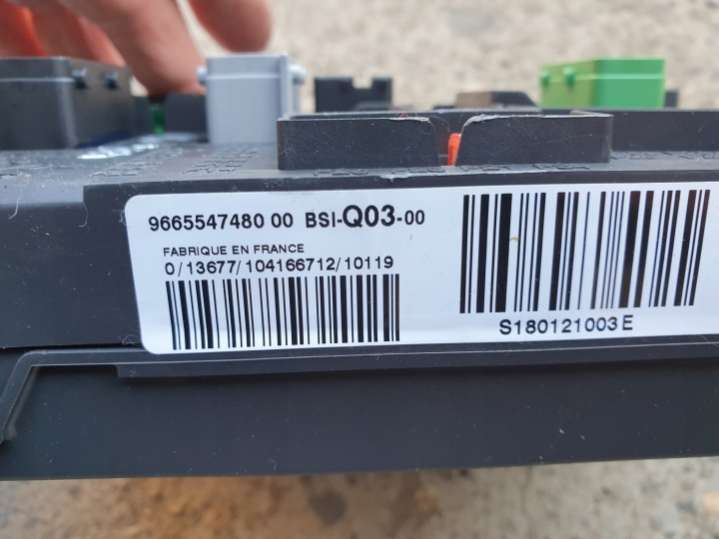 9665547480 00 BSI-Q03-00
FABRIQUE EN FRANCE
0/13677/104166712/10119
S180121003E